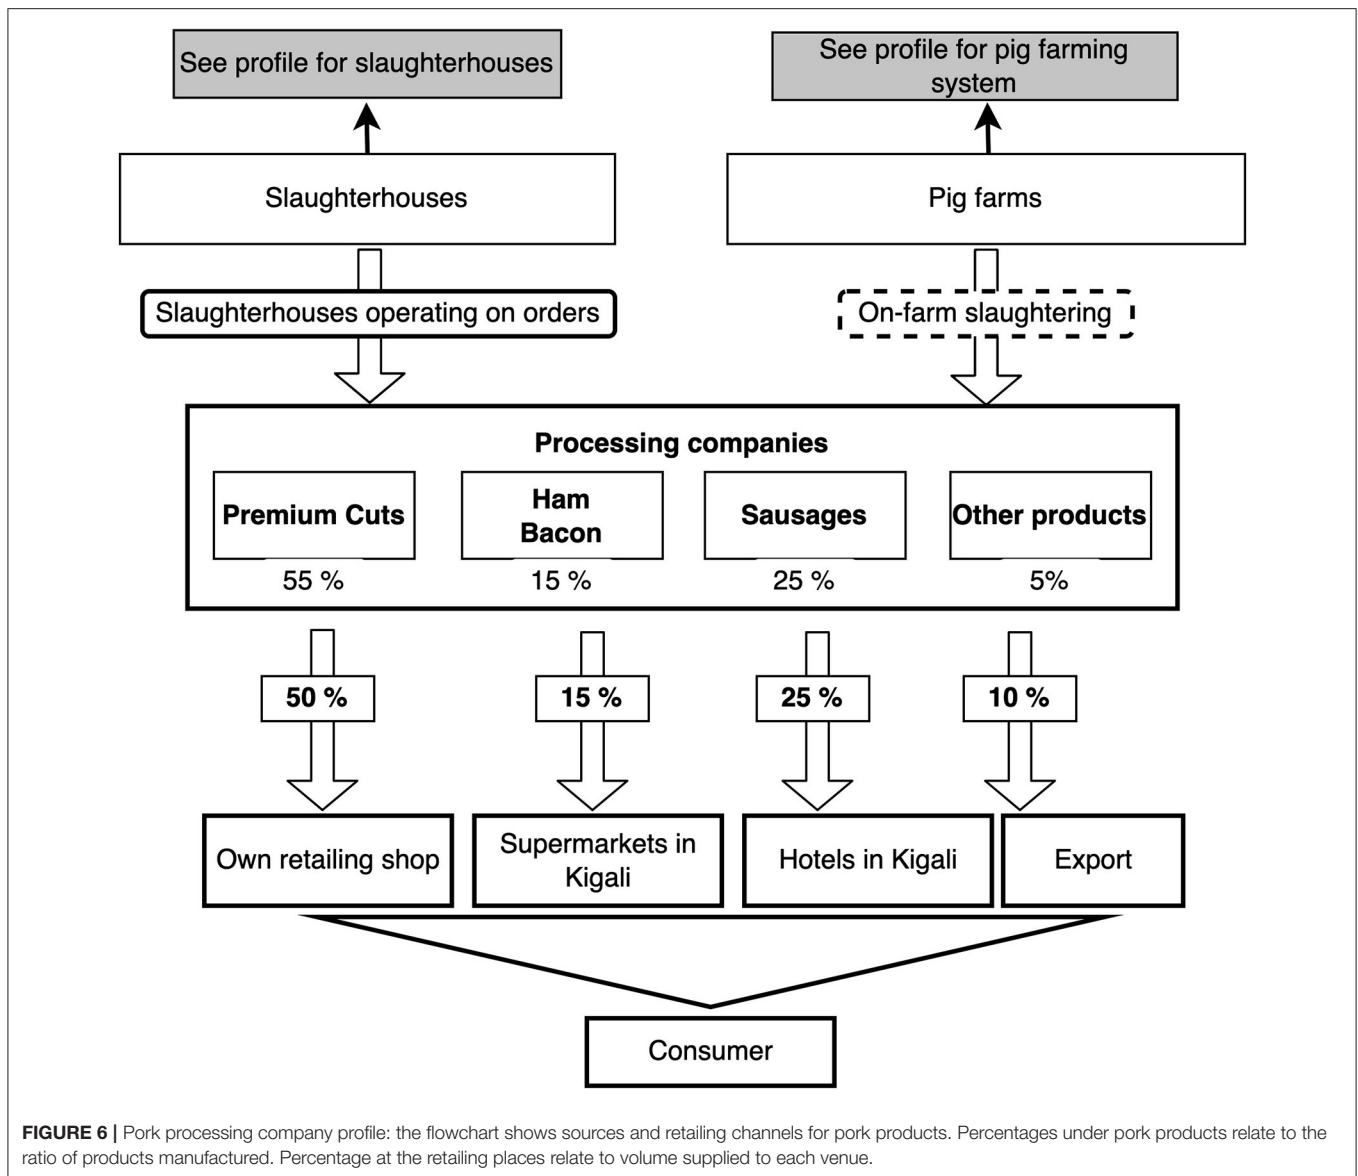 See profile for slaughterhouses
See profile for pig farming
system
Slaughterhouses
Pig farms
Slaughterhouses operating on orders
On-farm slaughtering
Processing companies
Premium Cuts
Ham
Bacon
Sausages
Other products
55 %
15 %
25 %
5%
50 %
15 %
25 %
10 %
Own retailing shop
Supermarkets in
Kigali
Hotels in Kigali
Export
Consumer
FIGURE 6 | Pork processing company profile: the flowchart shows sources and retailing channels for pork products. Percentages under pork products relate to the
ratio of products manufactured. Percentage at the retailing places relate to volume supplied to each venue.